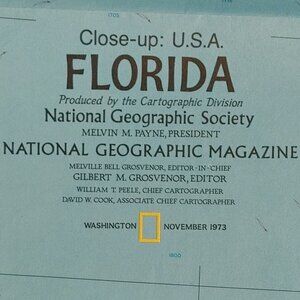 1705
Close-up: U.S.A.
FLORIDA
Produced by the Cartographic Division
National Geographic Society
MELVIN M. PAYNE, PRESIDENT
NATIONAL GEOGRAPHIC MAGAZINE
MELVILLE BELL GROSVENOR, EDITOR-IN-CHIEF
GILBERT M. GROSVENOR, EDITOR
WILLIAM T. PEELE, CHIEF CARTOGRAPHER
DAVID W. COOK, ASSOCIATE CHIEF CARTOGRAPHER
WASHINGTON NOVEMBER 1973
1800